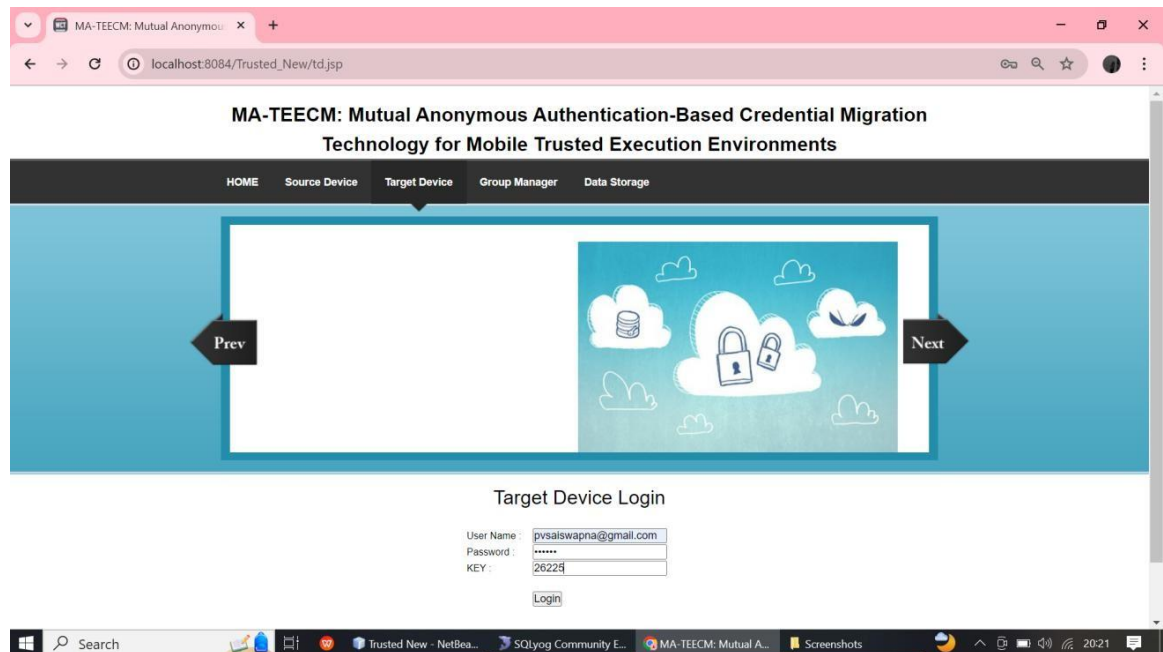 MA-TEECM: Mutual Anonymou
localhost:8084/Trusted_New/td.jsp
MA-TEECM: Mutual Anonymous Authentication-Based Credential Migration
Technology for Mobile Trusted Execution Environments
HOME Source Device Target Device Group Manager Data Storage
Prev
Next
Target Device Login
User Name : pvsaiswapna@gmail.com
Password : ••••••
KEY : 26225
Login
Search Trusted New - NetBea... SQLyog Community E... MA-TEECM: Mutual A... Screenshots 20:21